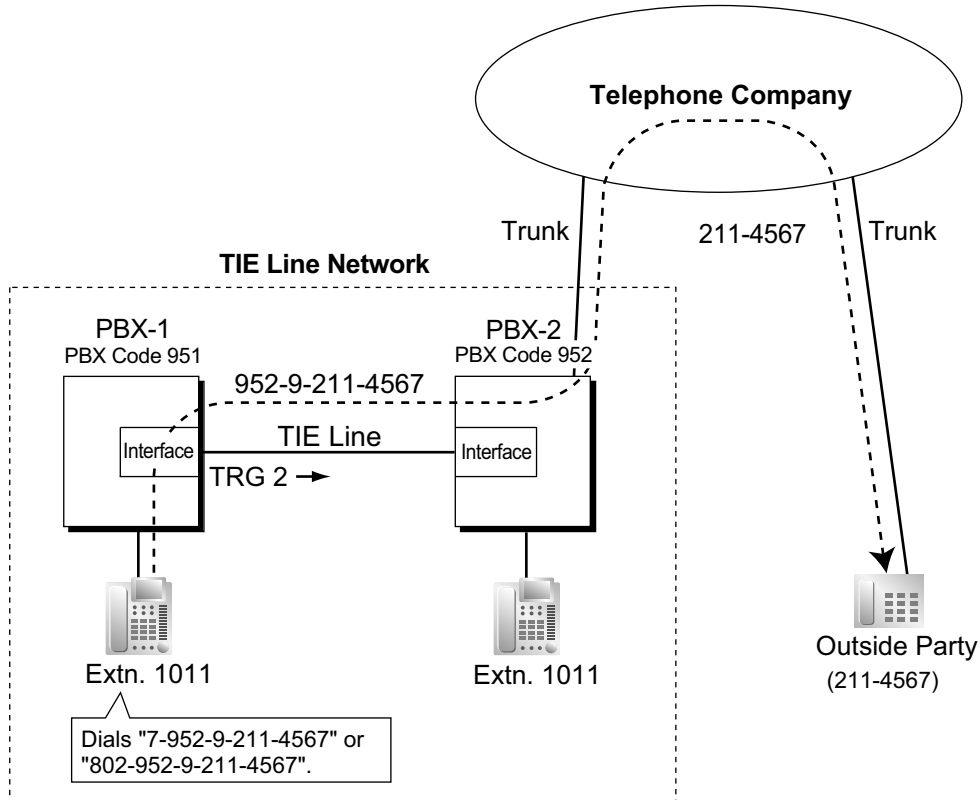 Telephone Company
Trunk
211-4567
Trunk
TIE Line Network
PBX-1
PBX Code 951
PBX-2
PBX Code 952
952-9-211-4567
Interface
TIE Line
Interface
TRG 2
Extn. 1011
Extn. 1011
Outside Party
(211-4567)
Dials "7-952-9-211-4567" or
"802-952-9-211-4567".